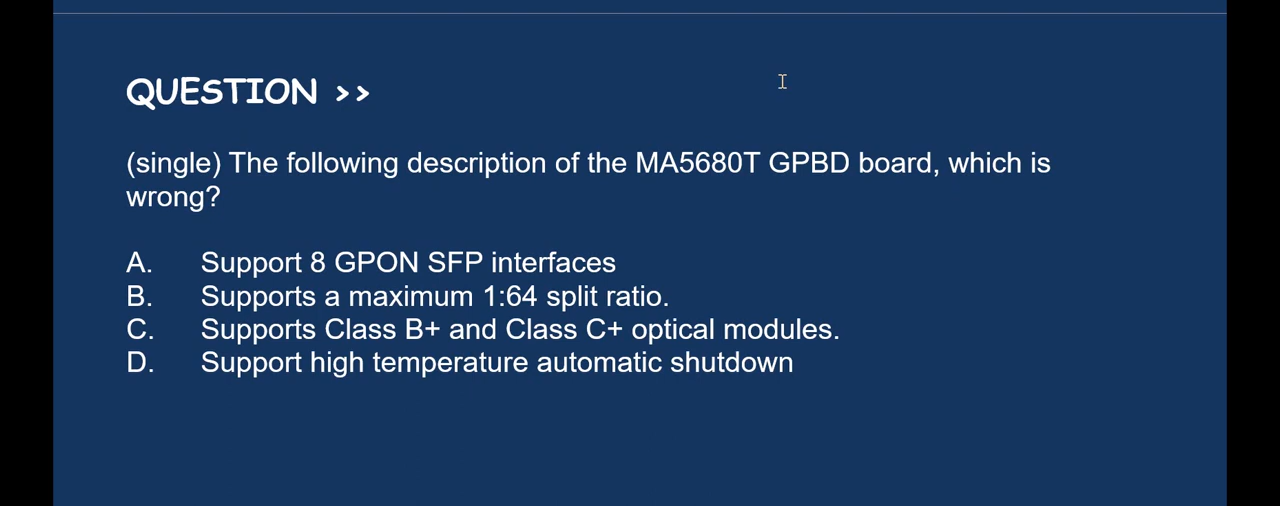 QUESTION >>
(single) The following description of the MA5680T GPBD board, which is
wrong?
A. Support 8 GPON SFP interfaces
B. Supports a maximum 1:64 split ratio.
C. Supports Class B+ and Class C+ optical modules.
D. Support high temperature automatic shutdown